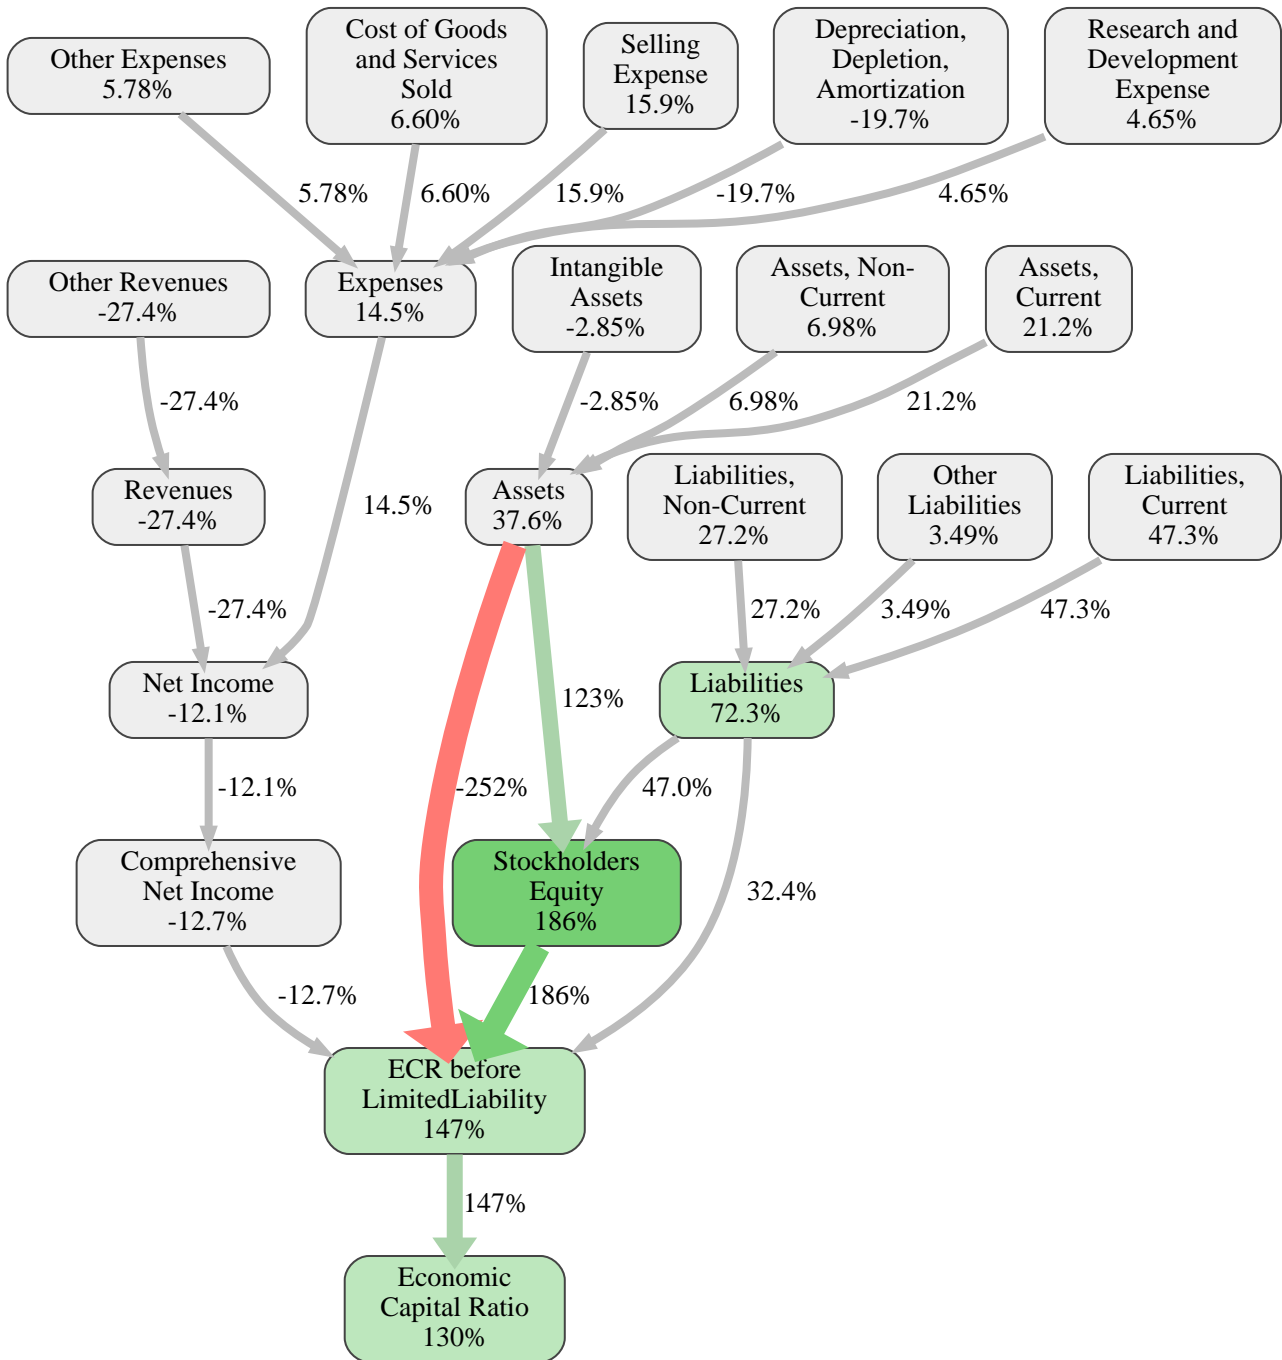 Other Expenses
5.78%
Cost of Goods
and Services
Sold
6.60%
Selling
Expense
15.9%
Depreciation,
Depletion,
Amortization
-19.7%
Research and
Development
Expense
4.65%
5.78%
6.60%
15.9%
-19.7%
4.65%
Other Revenues
-27.4%
Expenses
14.5%
Intangible
Assets
-2.85%
Assets, Non-
Current
6.98%
Assets,
Current
21.2%
-27.4%
-2.85%
6.98%
21.2%
Revenues
-27.4%
14.5%
Assets
37.6%
Liabilities,
Non-Current
27.2%
Other
Liabilities
3.49%
Liabilities,
Current
47.3%
-27.4%
27.2%
3.49%
47.3%
Net Income
-12.1%
123%
Liabilities
72.3%
-12.1%
-252%
47.0%
Comprehensive
Net Income
-12.7%
Stockholders
Equity
186%
32.4%
-12.7%
186%
ECR before
LimitedLiability
147%
147%
Economic
Capital Ratio
130%